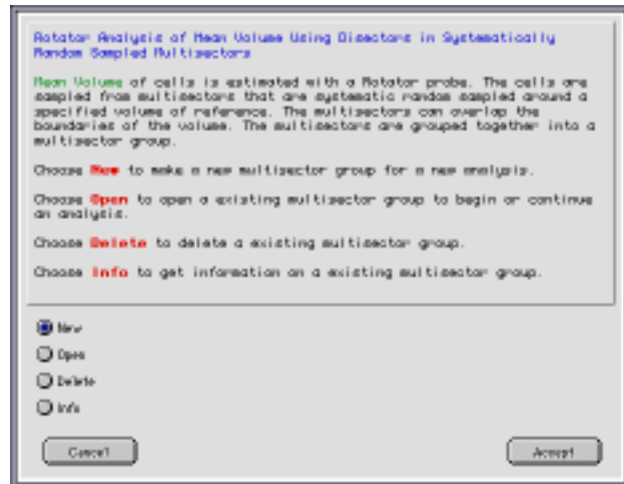 Rotator Analysis of Mean Volume Using Disectors in Systematically
Random Sampled Multisectors
Mean Volume of cells is estimated with a Rotator probe. The cells are
sampled from multisectors that are systematic random sampled around a
specified volume of reference. The multisectors can overlap the
boundaries of the volume. The multisectors are grouped together into a
multisector group.
Choose New to make a new multisector group for a new analysis.
Choose Open to open a existing multisector group to begin or continue
an analysis.
Choose Delete to delete a existing multisector group.
Choose Info to get information on a existing multisector group.
New
Open
Delete
Info
Cancel
Accept